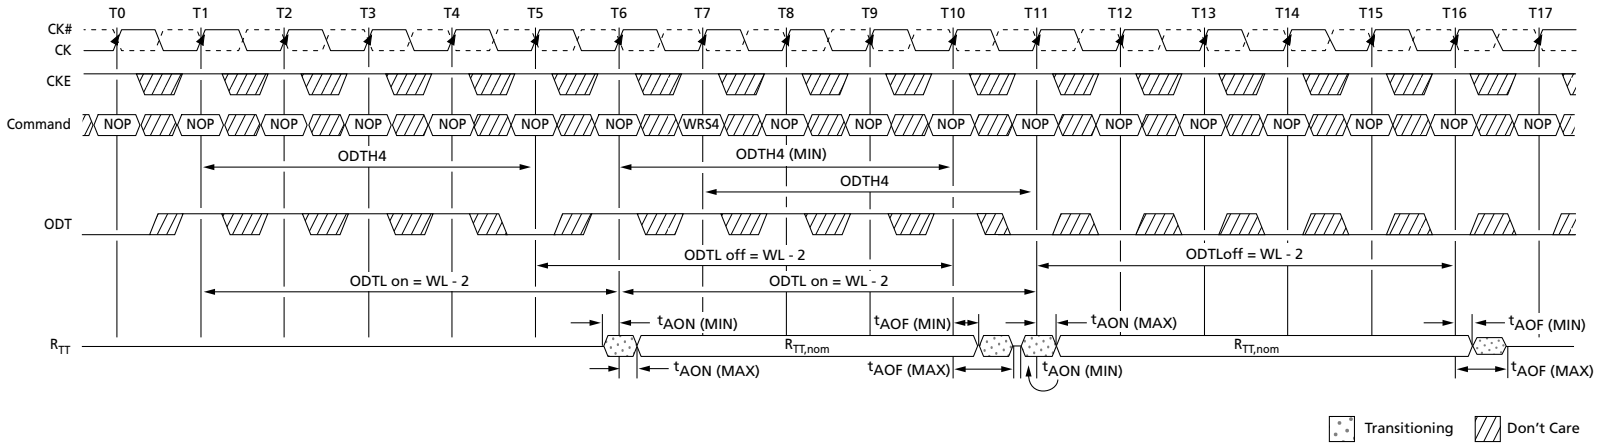 T0 T1 T2 T3 T4 T5 T6 T7 T8 T9 T10 T11 T12 T13 T14 T15 T16 T17
CK#
CK
CKE
Command NOP NOP NOP NOP NOP NOP NOP WRS4 NOP NOP NOP NOP NOP NOP NOP NOP NOP NOP
ODTH4 ODTH4 (MIN)
ODTH4
ODT
ODTL off = WL - 2 ODTLoff = WL - 2
ODTL on = WL - 2 ODTL on = WL - 2
tAON (MIN) tAOF (MIN) tAON (MAX) tAOF (MIN)
RTT RTT,nom RTT,nom
tAON (MAX) tAOF (MAX) tAON (MIN) tAOF (MAX)
Transitioning Don't Care